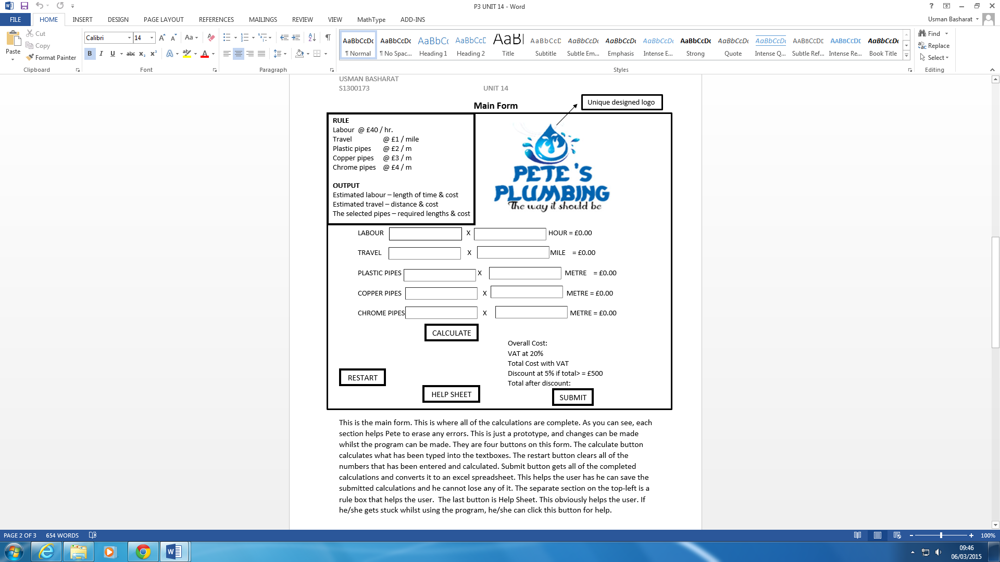 P3 UNIT 14 - Word
?
FILE HOME INSERT DESIGN PAGE LAYOUT REFERENCES MAILINGS REVIEW VIEW MathType ADD-INS
Usman Basharat
Paste
Cut
Copy
Format Painter
Calibri 14
B I U abc x₂ x² A A
AaBbCcDc AaBbCcDc AaBbCc AaBbCcD AaBl AaBbCcD AaBbCcDc AaBbCcDc AaBbCcDc AaBbCcDc AaBbCcDc AaBbCcDc AABBCCDE AABBCCDE AaBbCcDc
¶ Normal ¶ No Spac... Heading 1 Heading 2 Title Subtitle Subtle Em... Emphasis Intense E... Strong Quote Intense Q... Subtle Ref... Intense Re... Book Title
Find
Replace
Select
Clipboard Font Paragraph Styles Editing
USMAN BASHARAT
S1300173 UNIT 14
Main Form
Unique designed logo
RULE
Labour @ £40 / hr.
Travel @ £1 / mile
Plastic pipes @ £2 / m
Copper pipes @ £3 / m
Chrome pipes @ £4 / m
OUTPUT
Estimated labour – length of time & cost
Estimated travel – distance & cost
The selected pipes – required lengths & cost
PETE'S
PLUMBING
The way it should be
LABOUR X HOUR = £0.00
TRAVEL X MILE = £0.00
PLASTIC PIPES X METRE = £0.00
COPPER PIPES X METRE = £0.00
CHROME PIPES X METRE = £0.00
CALCULATE
Overall Cost:
VAT at 20%
Total Cost with VAT
Discount at 5% if total> = £500
Total after discount:
RESTART
HELP SHEET
SUBMIT
This is the main form. This is where all of the calculations are complete. As you can see, each
section helps Pete to erase any errors. This is just a prototype, and changes can be made
whilst the program can be made. They are four buttons on this form. The calculate button
calculates what has been typed into the textboxes. The restart button clears all of the
numbers that has been entered and calculated. Submit button gets all of the completed
calculations and converts it to an excel spreadsheet. This helps the user has he can save the
submitted calculations and he cannot lose any of it. The separate section on the top-left is a
rule box that helps the user. The last button is Help Sheet. This obviously helps the user. If
he/she gets stuck whilst using the program, he/she can click this button for help.
PAGE 2 OF 3 654 WORDS
100%
09:46
06/03/2015